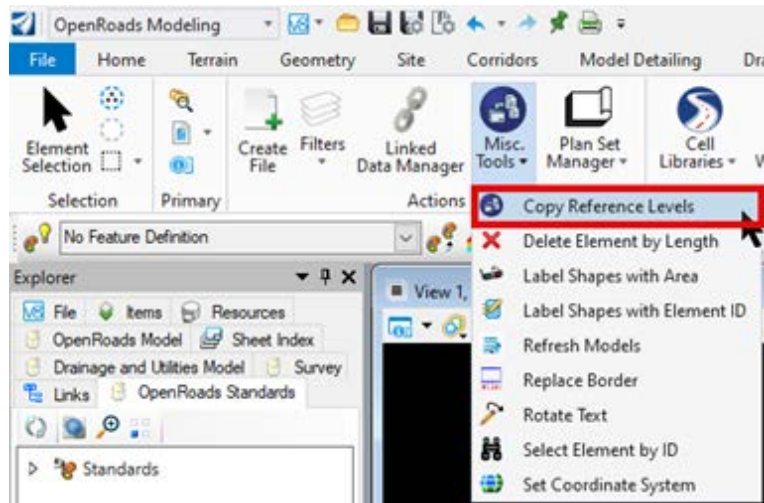 OpenRoads Modeling
File Home Terrain Geometry Site Corridors Model Detailing
Element Selection
Create File
Filters
Linked Data Manager
Misc. Tools
Plan Set Manager
Cell Libraries
Selection Primary Actions
No Feature Definition
Copy Reference Levels
Delete Element by Length
Label Shapes with Area
Label Shapes with Element ID
Refresh Models
Replace Border
Rotate Text
Select Element by ID
Set Coordinate System
Explorer
File Items Resources
OpenRoads Model Sheet Index
Drainage and Utilities Model Survey
Links OpenRoads Standards
Standards
View 1,